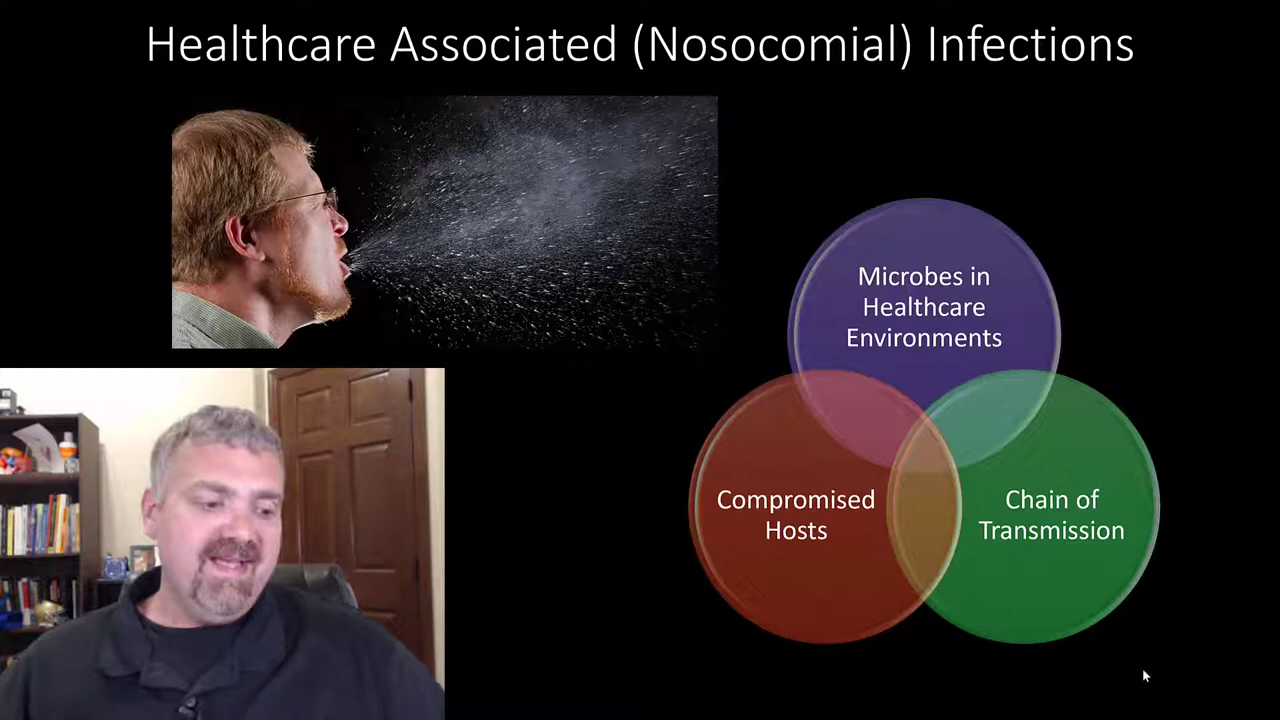 Healthcare Associated (Nosocomial) Infections
Microbes in
Healthcare
Environments
Compromised
Hosts
Chain of
Transmission